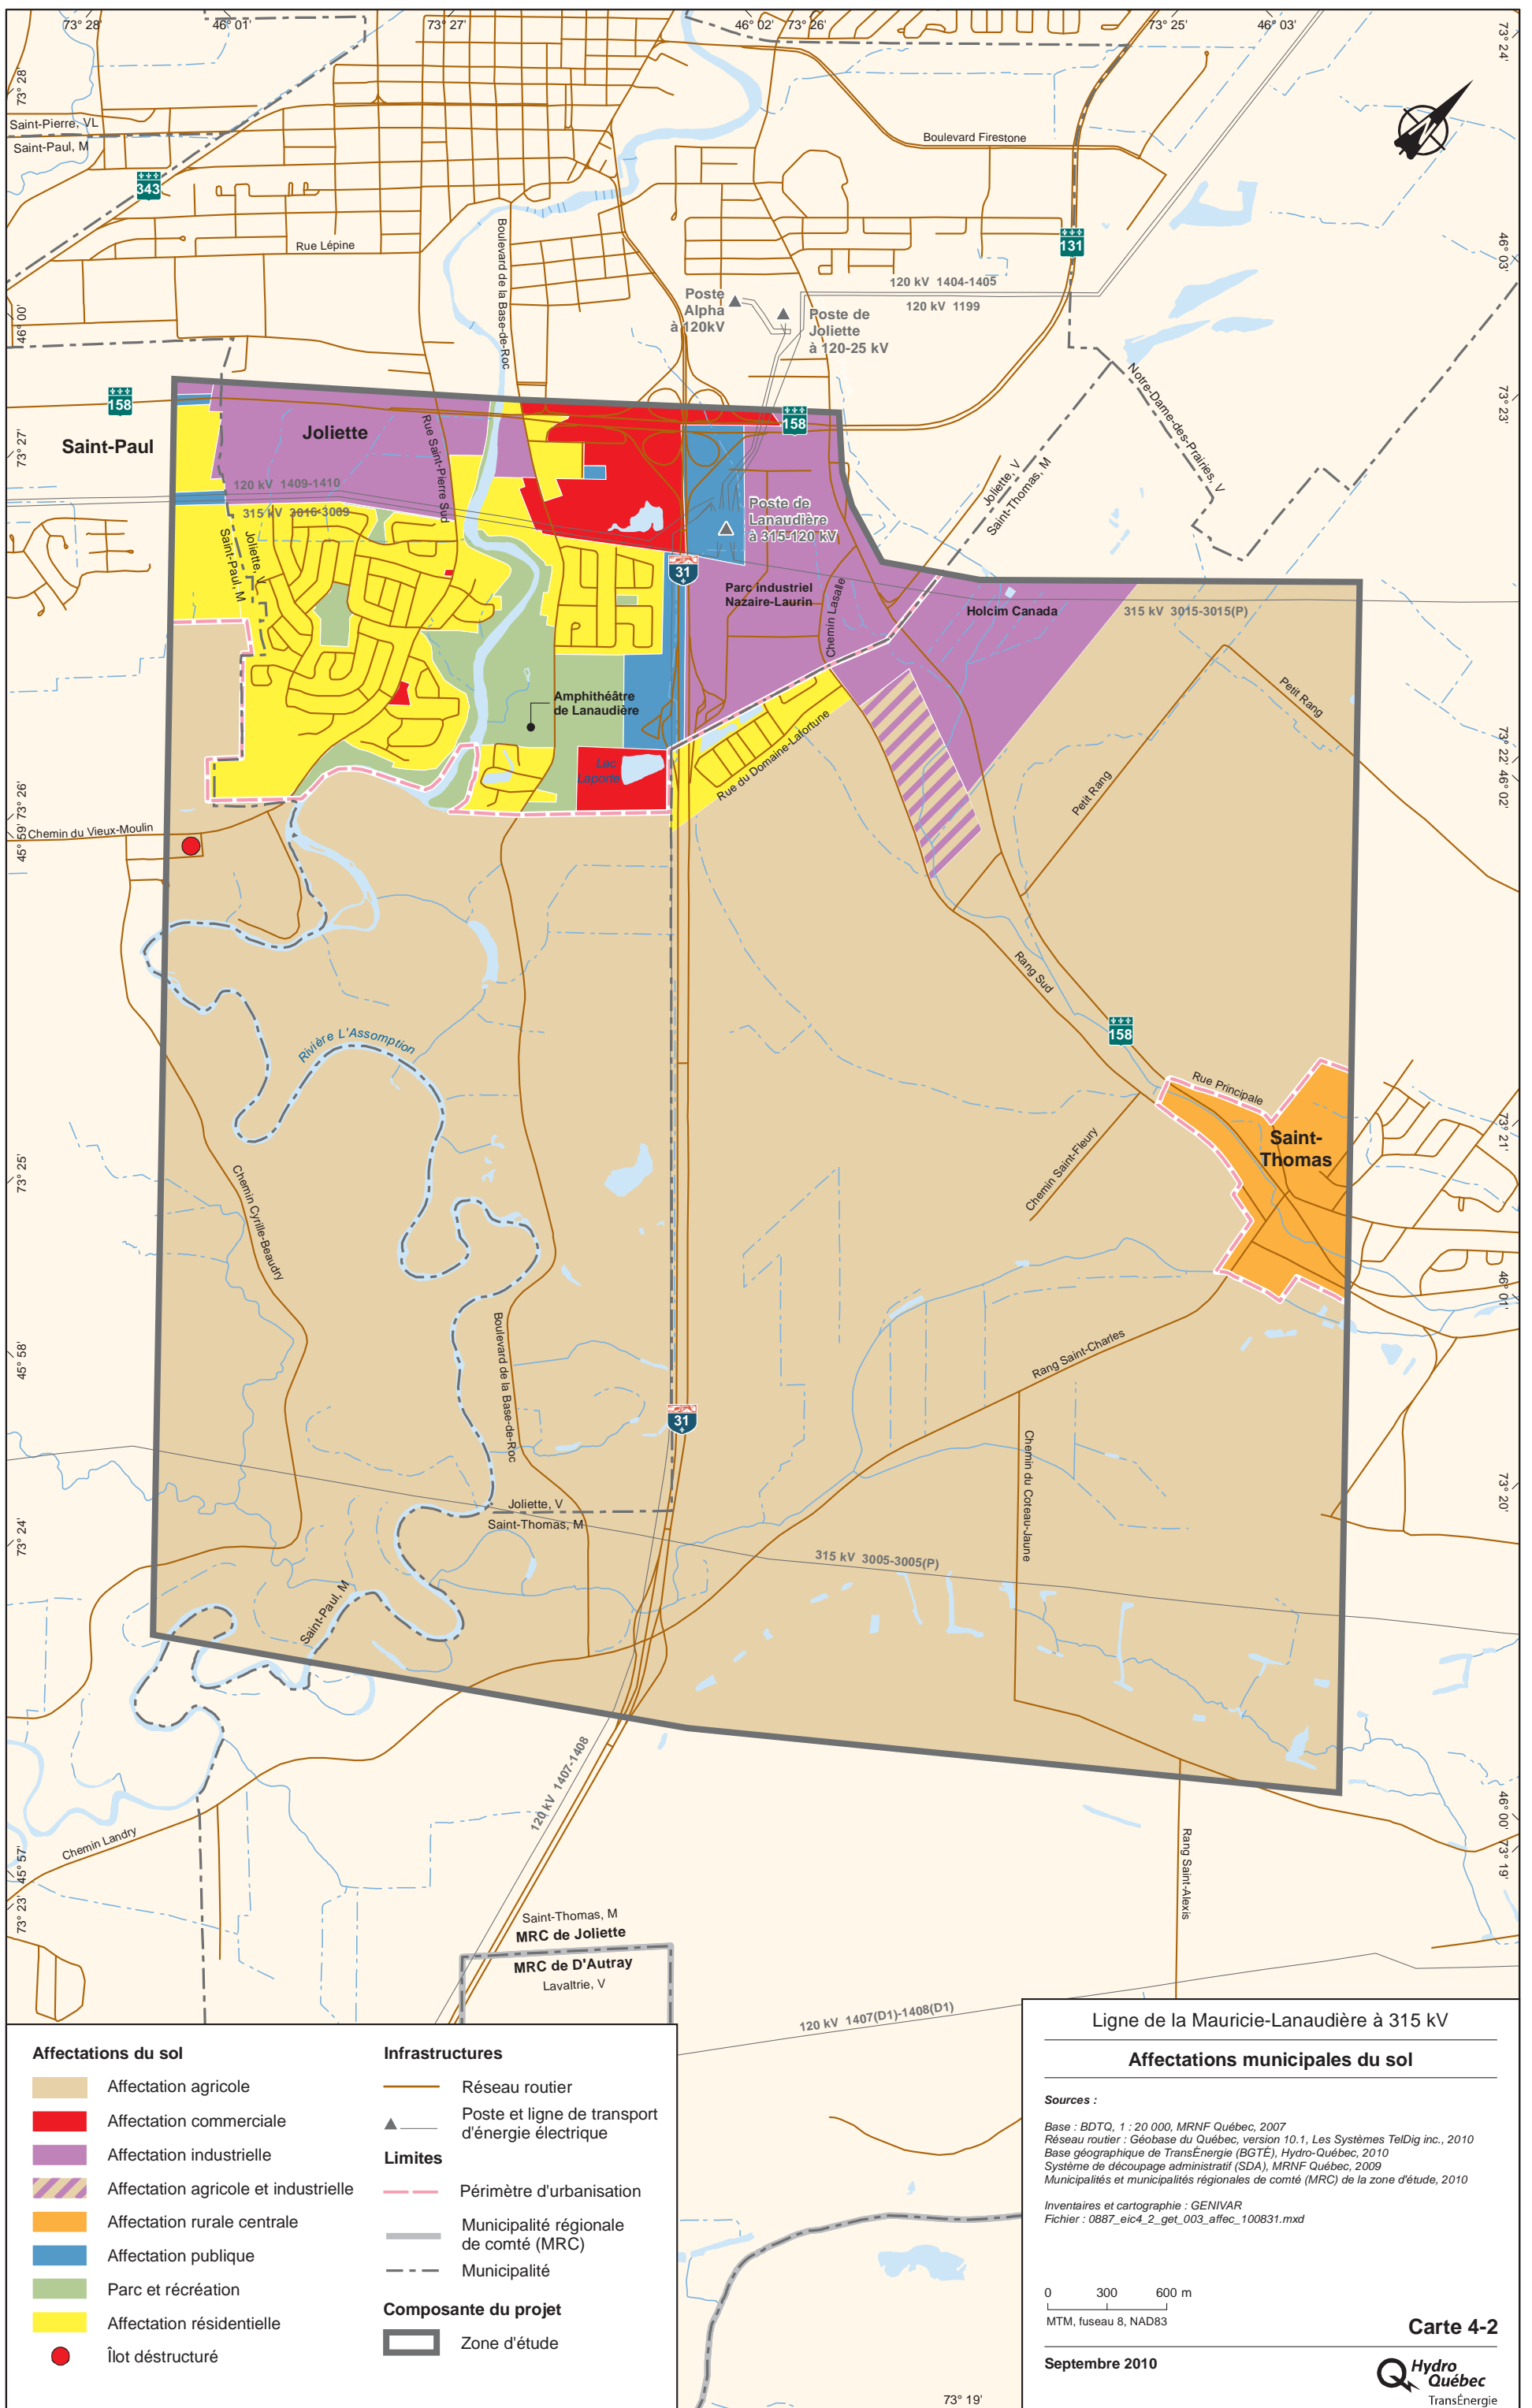 73° 28'
46° 01'
73° 27'
46° 02'
73° 26'
73° 25'
46° 03'
73° 24'
73° 28'
Saint-Pierre, VL
Saint-Paul, M
343
Boulevard Firestone
Rue Lépine
Boulevard de la Base-de-Roc
131
46° 03'
120 kV 1404-1405
120 kV 1199
Poste
Alpha
à 120kV
Poste de
Joliette
à 120-25 kV
46° 00'
Notre-Dame-des-Prairies, V
73° 23'
158
158
Saint-Paul
Joliette
Rue Saint-Pierre Sud
73° 27'
Joliette, V
Saint-Thomas, M
120 kV 1409-1410
315 kV 3016-3009
Poste de
Lanaudière
à 315-120 kV
Saint-Paul, M
Joliette, V
31
Parc industriel
Nazaire-Laurin
Chemin Lasalle
Holcim Canada
315 kV 3015-3015(P)
Petit Rang
Amphithéâtre
de Lanaudière
Rue du Domaine-Lafortune
Lac
Laporte
Petit Rang
73° 22'
46° 02'
73° 26'
45° 59'
Chemin du Vieux-Moulin
Rang Sud
Rivière L'Assomption
158
Rue Principale
Saint-
Thomas
73° 21'
Chemin Saint-Fleury
73° 25'
Chemin Cyrille-Beaudry
46° 01'
Boulevard de la Base-de-Roc
Rang Saint-Charles
45° 58'
31
Chemin du Coteau-Jaune
73° 20'
Joliette, V
Saint-Thomas, M
73° 24'
315 kV 3005-3005(P)
Saint-Paul, M
120 kV 1407-1408
46° 00'
73° 19'
Chemin Landry
45° 57'
73° 23'
Rang Saint-Alexis
Saint-Thomas, M
MRC de Joliette
MRC de D'Autray
Lavaltrie, V
120 kV 1407(D1)-1408(D1)
Affectations du sol
Affectation agricole
Affectation commerciale
Affectation industrielle
Affectation agricole et industrielle
Affectation rurale centrale
Affectation publique
Parc et récréation
Affectation résidentielle
Îlot déstructuré
Infrastructures
Réseau routier
Poste et ligne de transport
d'énergie électrique
Limites
Périmètre d'urbanisation
Municipalité régionale
de comté (MRC)
Municipalité
Composante du projet
Zone d'étude
73° 19'
Ligne de la Mauricie-Lanaudière à 315 kV
Affectations municipales du sol
Sources :
Base : BDTQ, 1 : 20 000, MRNF Québec, 2007
Réseau routier : Géobase du Québec, version 10.1, Les Systèmes TelDig inc., 2010
Base géographique de TransÉnergie (BGTÉ), Hydro-Québec, 2010
Système de découpage administratif (SDA), MRNF Québec, 2009
Municipalités et municipalités régionales de comté (MRC) de la zone d'étude, 2010
Inventaires et cartographie : GENIVAR
Fichier : 0887_eic4_2_get_003_affec_100831.mxd
0 300 600 m
MTM, fuseau 8, NAD83
Carte 4-2
Septembre 2010
Hydro
Québec
TransÉnergie